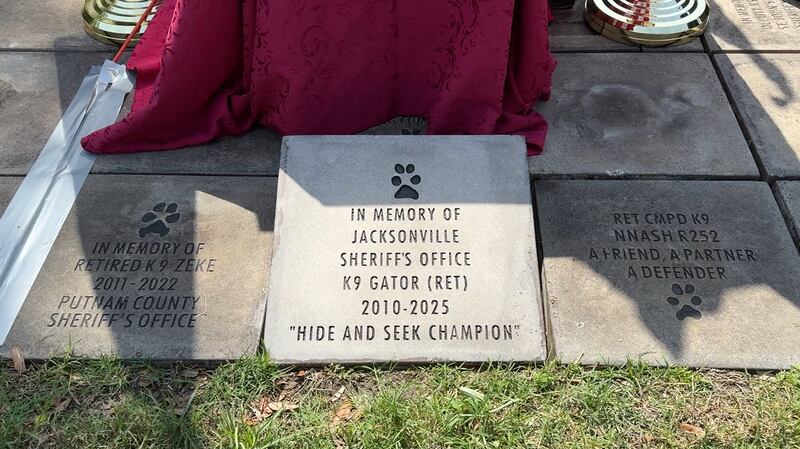 IN MEMORY OF
RETIRED K9 ZEKE
2011-2022
PUTNAM COUNTY
SHERIFF'S OFFICE
IN MEMORY OF
JACKSONVILLE
SHERIFF'S OFFICE
K9 GATOR (RET)
2010-2025
"HIDE AND SEEK CHAMPION"
RET CMPD K9
NNASH R252
A FRIEND, A PARTNER
A DEFENDER